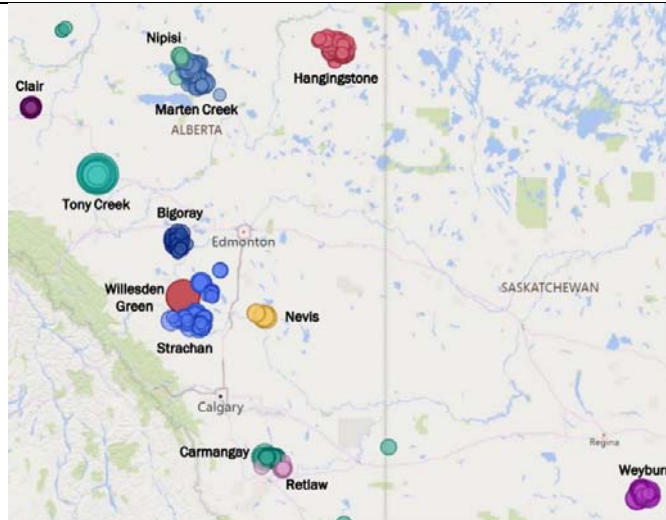 Nipisi
Hangingstone
Clair
Marten Creek
ALBERTA
Tony Creek
Bigoray
Edmonton
Willesden
Green
SASKATCHEWAN
Nevis
Strachan
Calgary
Carmangay
Regina
Retlaw
Weyburn